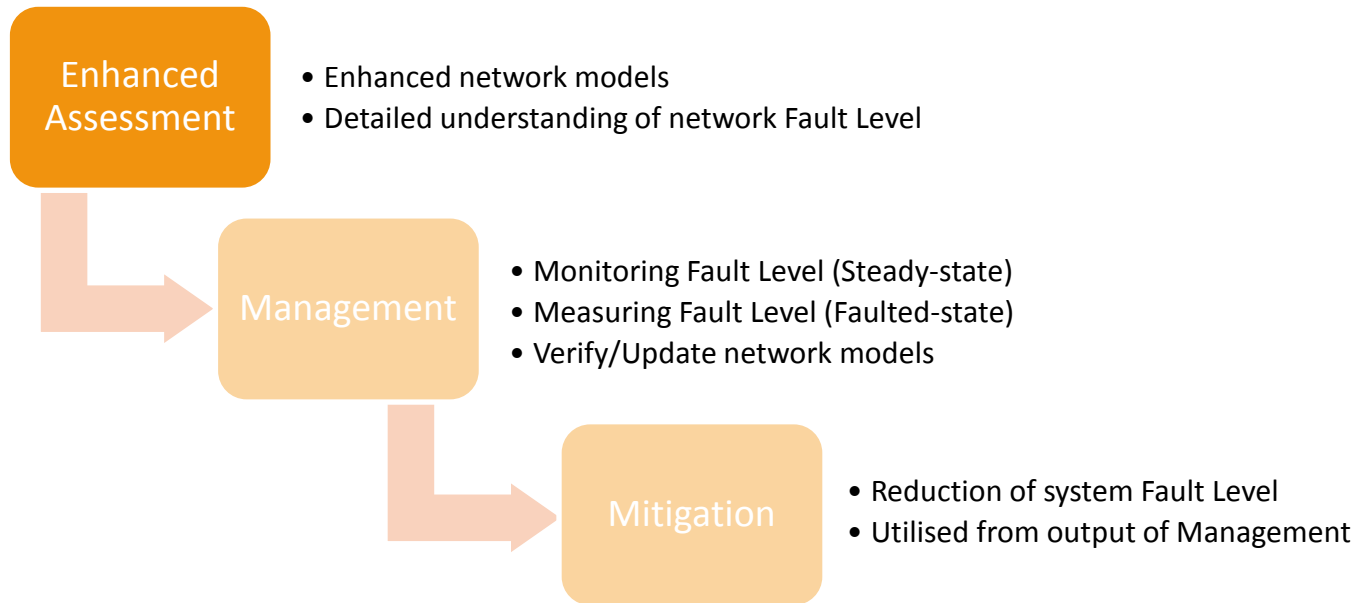 Enhanced
Assessment
• Enhanced network models
• Detailed understanding of network Fault Level
Management
• Monitoring Fault Level (Steady-state)
• Measuring Fault Level (Faulted-state)
• Verify/Update network models
Mitigation
• Reduction of system Fault Level
• Utilised from output of Management